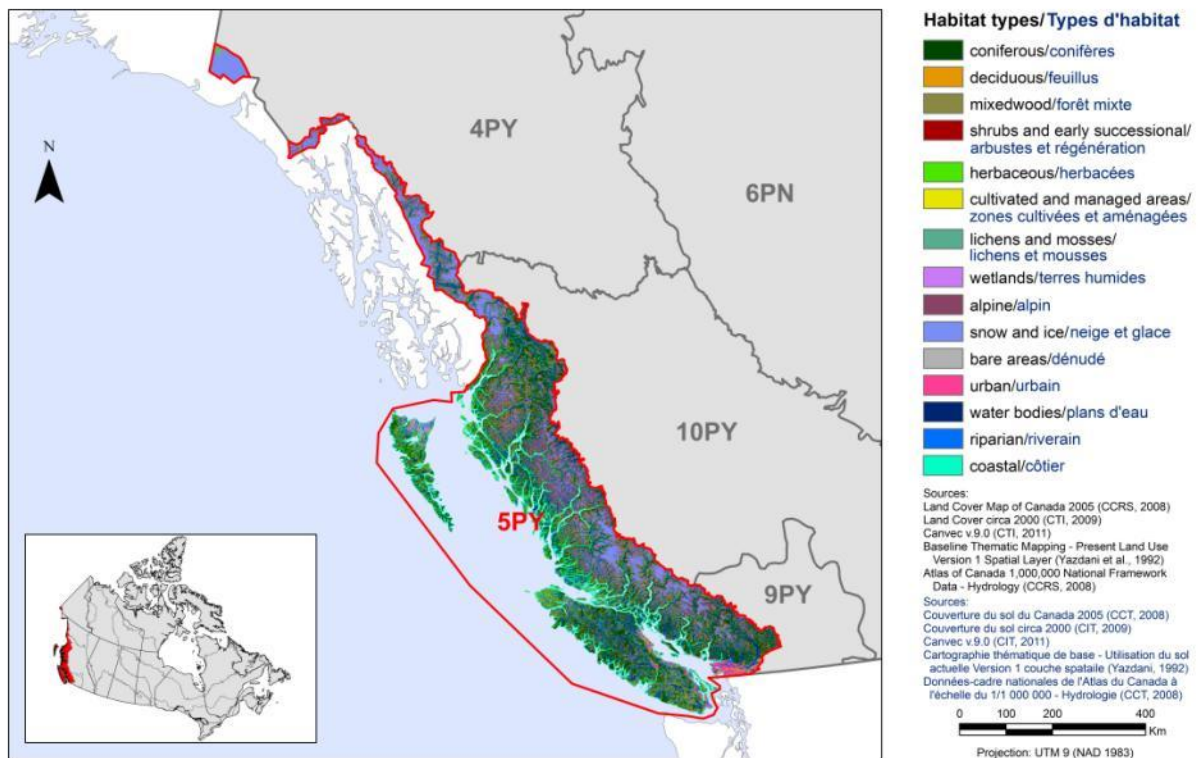 N
4PY
6PN
10PY
5PY
9PY
Habitat types/Types d'habitat
coniferous/conifères
deciduous/feuillus
mixedwood/forêt mixte
shrubs and early successional/
arbustes et régénération
herbaceous/herbacées
cultivated and managed areas/
zones cultivées et aménagées
lichens and mosses/
lichens et mousses
wetlands/terres humides
alpine/alpin
snow and ice/neige et glace
bare areas/dénudé
urban/urbain
water bodies/plans d'eau
riparian/riverain
coastal/côtier
Sources:
Land Cover Map of Canada 2005 (CCRS, 2008)
Land Cover circa 2000 (CTI, 2009)
Canvec v.9.0 (CTI, 2011)
Baseline Thematic Mapping - Present Land Use
Version 1 Spatial Layer (Yazdani et al., 1992)
Atlas of Canada 1,000,000 National Framework
Data - Hydrology (CCRS, 2008)
Sources:
Couverture du sol du Canada 2005 (CCT, 2008)
Couverture du sol circa 2000 (CIT, 2009)
Canvec v.9.0 (CIT, 2011)
Cartographie thématique de base - Utilisation du sol
actuelle Version 1 couche spataile (Yazdani, 1992)
Données-cadre nationales de l'Atlas du Canada à
l'échelle du 1/1 000 000 - Hydrologie (CCT, 2008)
0 100 200 400
Km
Projection: UTM 9 (NAD 1983)